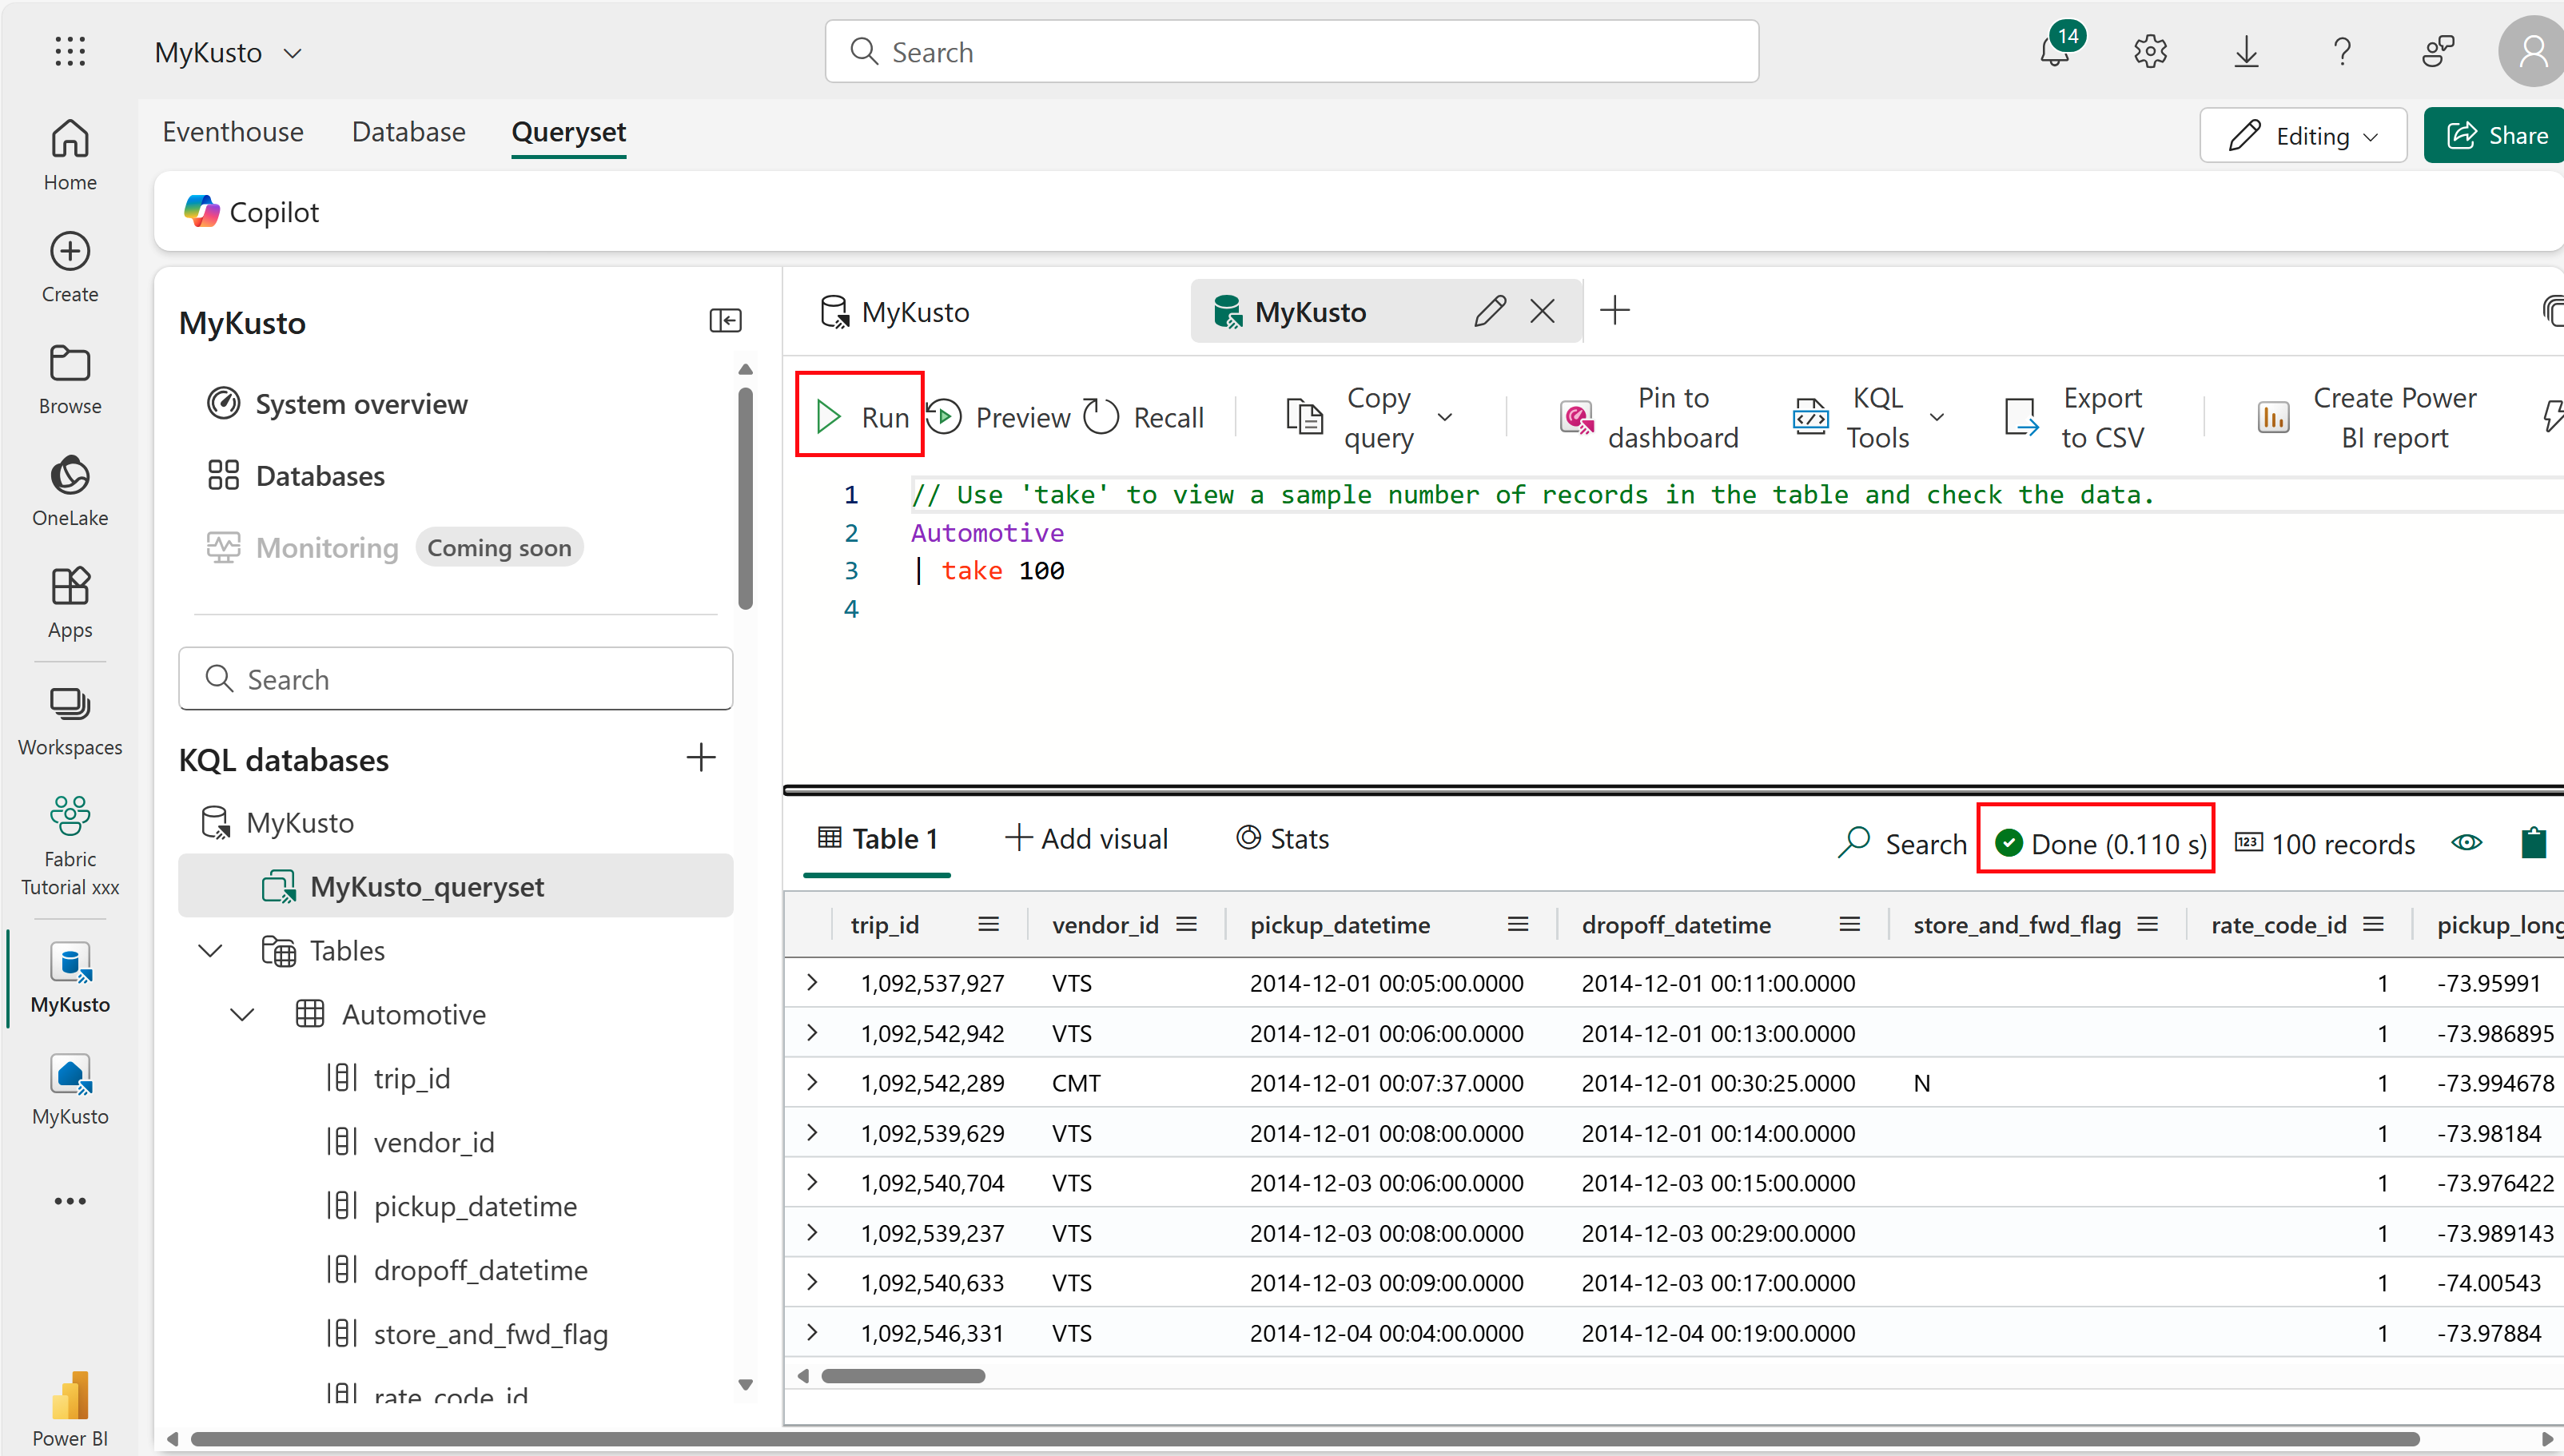 MyKusto
Search
14
Home
Create
Browse
OneLake
Apps
Workspaces
Fabric
Tutorial xxx
MyKusto
MyKusto
Power BI
Eventhouse Database Queryset
Editing
Share
Copilot
MyKusto
System overview
Databases
Monitoring Coming soon
Search
KQL databases
MyKusto
MyKusto_queryset
Tables
Automotive
trip_id
vendor_id
pickup_datetime
dropoff_datetime
store_and_fwd_flag
rate_code_id
MyKusto MyKusto
Run Preview Recall
Copy
query
Pin to
dashboard
KQL
Tools
Export
to CSV
Create Power
BI report
1 // Use 'take' to view a sample number of records in the table and check the data.
2 Automotive
3 | take 100
4
Table 1 Add visual Stats Search Done (0.110 s) 123 100 records
trip_id vendor_id pickup_datetime dropoff_datetime store_and_fwd_flag rate_code_id pickup_long
1,092,537,927 VTS 2014-12-01 00:05:00.0000 2014-12-01 00:11:00.0000 1 -73.95991
1,092,542,942 VTS 2014-12-01 00:06:00.0000 2014-12-01 00:13:00.0000 1 -73.986895
1,092,542,289 CMT 2014-12-01 00:07:37.0000 2014-12-01 00:30:25.0000 N 1 -73.994678
1,092,539,629 VTS 2014-12-01 00:08:00.0000 2014-12-01 00:14:00.0000 1 -73.98184
1,092,540,704 VTS 2014-12-03 00:06:00.0000 2014-12-03 00:15:00.0000 1 -73.976422
1,092,539,237 VTS 2014-12-03 00:08:00.0000 2014-12-03 00:29:00.0000 1 -73.989143
1,092,540,633 VTS 2014-12-03 00:09:00.0000 2014-12-03 00:17:00.0000 1 -74.00543
1,092,546,331 VTS 2014-12-04 00:04:00.0000 2014-12-04 00:19:00.0000 1 -73.97884